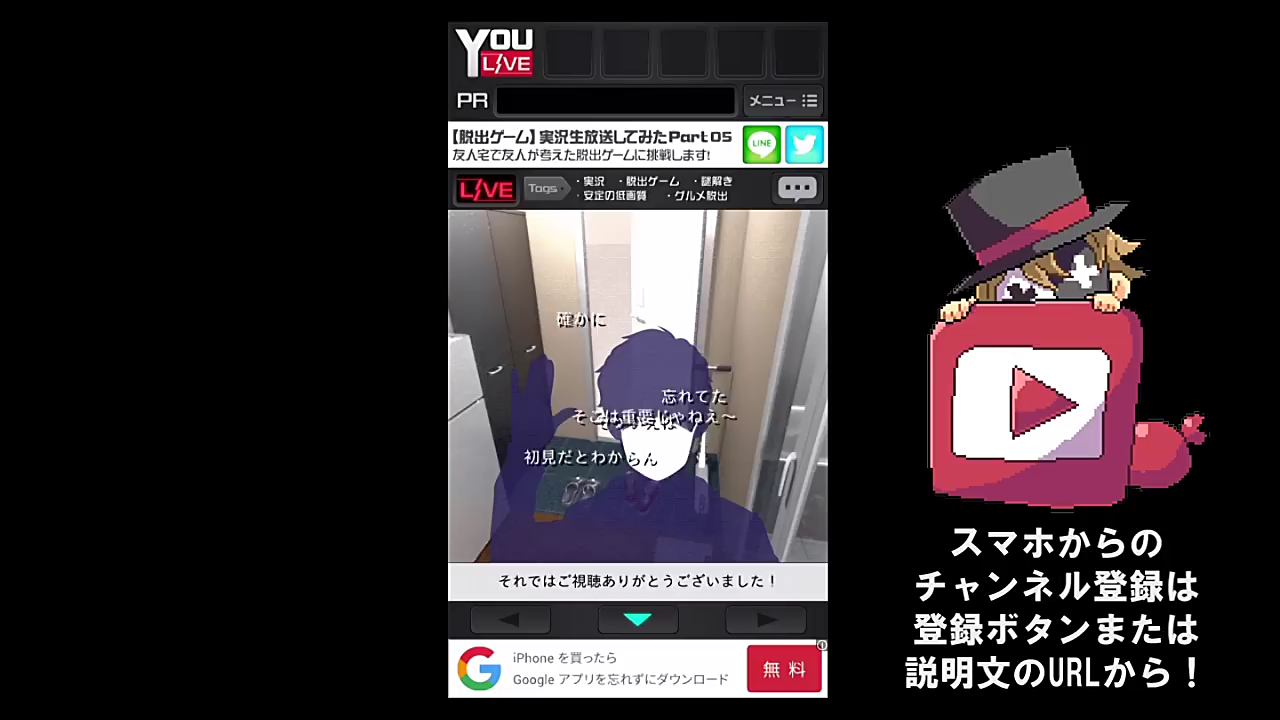 YOU
LIVE
PR
メニュー
【脱出ゲーム】実況生放送してみたPart05
友人宅で友人が考えた脱出ゲームに挑戦します!
LINE
LIVE
Tags
・実況 ・脱出ゲーム ・謎解き
・安定の低画質 ・グルメ脱出
確かに
忘れてた
そこは重要じゃねえ～
初見だとわからん
それではご視聴ありがとうございました！
iPhone を買ったら
Google アプリを忘れずにダウンロード
無料
スマホからの
チャンネル登録は
登録ボタンまたは
説明文のURLから！